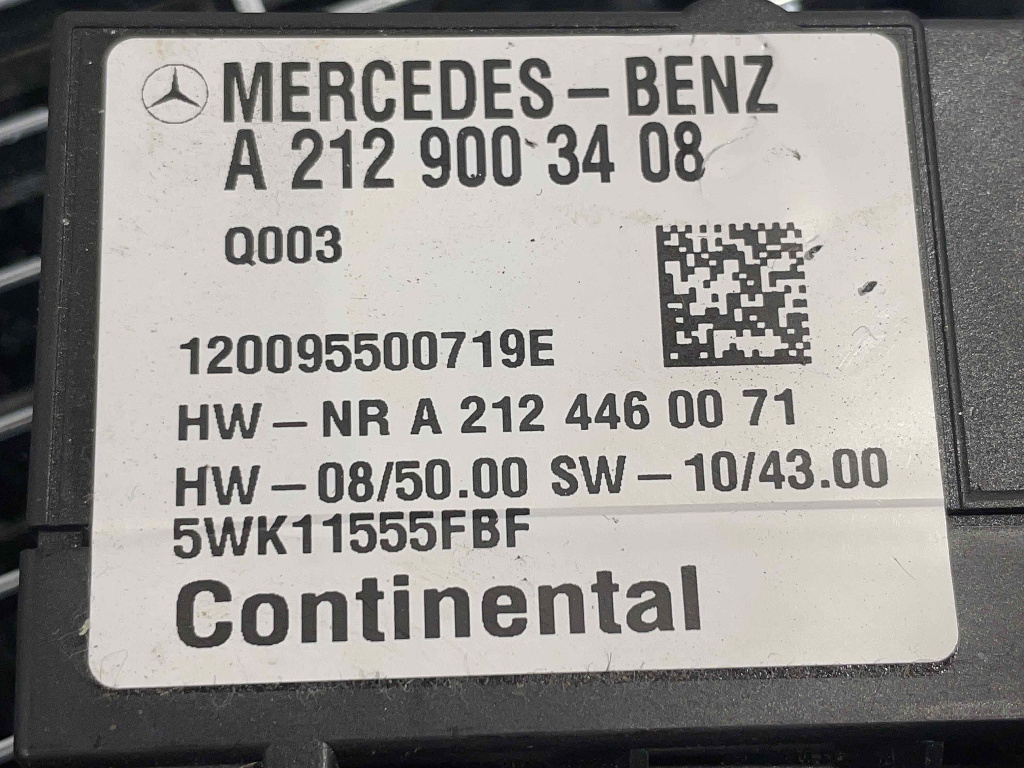 MERCEDES-BENZ
A 212 900 34 08
Q003
120095500719E
HW-NR A 212 446 00 71
HW-08/50.00 SW-10/43.00
5WK11555FBF
Continental